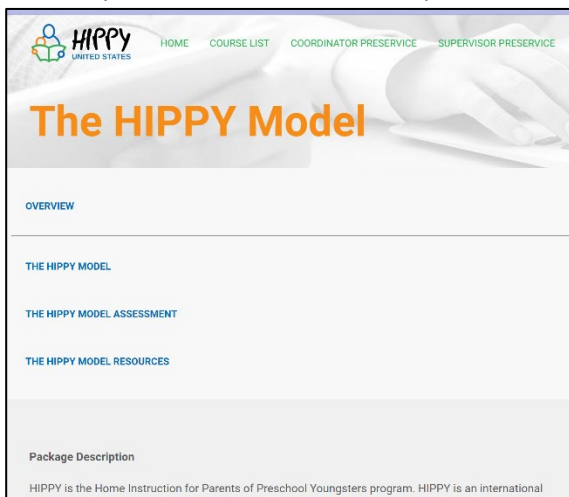 HIPPY
UNITED STATES
HOME COURSE LIST COORDINATOR PRESERVICE SUPERVISOR PRESERVICE
The HIPPY Model
OVERVIEW
THE HIPPY MODEL
THE HIPPY MODEL ASSESSMENT
THE HIPPY MODEL RESOURCES
Package Description
HIPPY is the Home Instruction for Parents of Preschool Youngsters program. HIPPY is an international